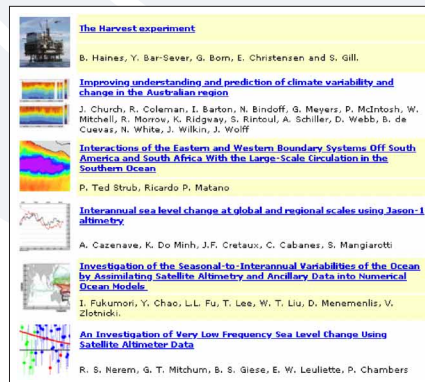 The Harvest experiment
B. Haines, Y. Bar-Sever, G. Born, E. Christensen and S. Gill.
Improving understanding and prediction of climate variability and
change in the Australian region
J. Church, R. Coleman, I. Barton, N. Bindoff, G. Meyers, P. McIntosh, W.
Mitchell, R. Morrow, K. Ridgway, S. Rintoul, A. Schiller, D. Webb, B. de
Cuevas, N. White, J. Wilkin, J. Wolff
Interactions of the Eastern and Western Boundary Systems Off South
America and South Africa With the Large-Scale Circulation in the
Southern Ocean
P. Ted Strub, Ricardo P. Matano
Interannual sea level change at global and regional scales using Jason-1
altimetry
A. Cazenave, K. Do Minh, J.F. Cretaux, C. Cabanes, S. Mangiarotti
Investigation of the Seasonal-to-Interannual Variabilities of the Ocean
by Assimilating Satellite Altimetry and Ancillary Data into Numerical
Ocean Models
I. Fukumori, Y. Chao, L.L. Fu, T. Lee, W. T. Liu, D. Menemenlis, V.
Zlotnicki.
An Investigation of Very Low Frequency Sea Level Change Using
Satellite Altimeter Data
R. S. Nerem, G. T. Mitchum, B. S. Giese, E. W. Leuliette, P. Chambers